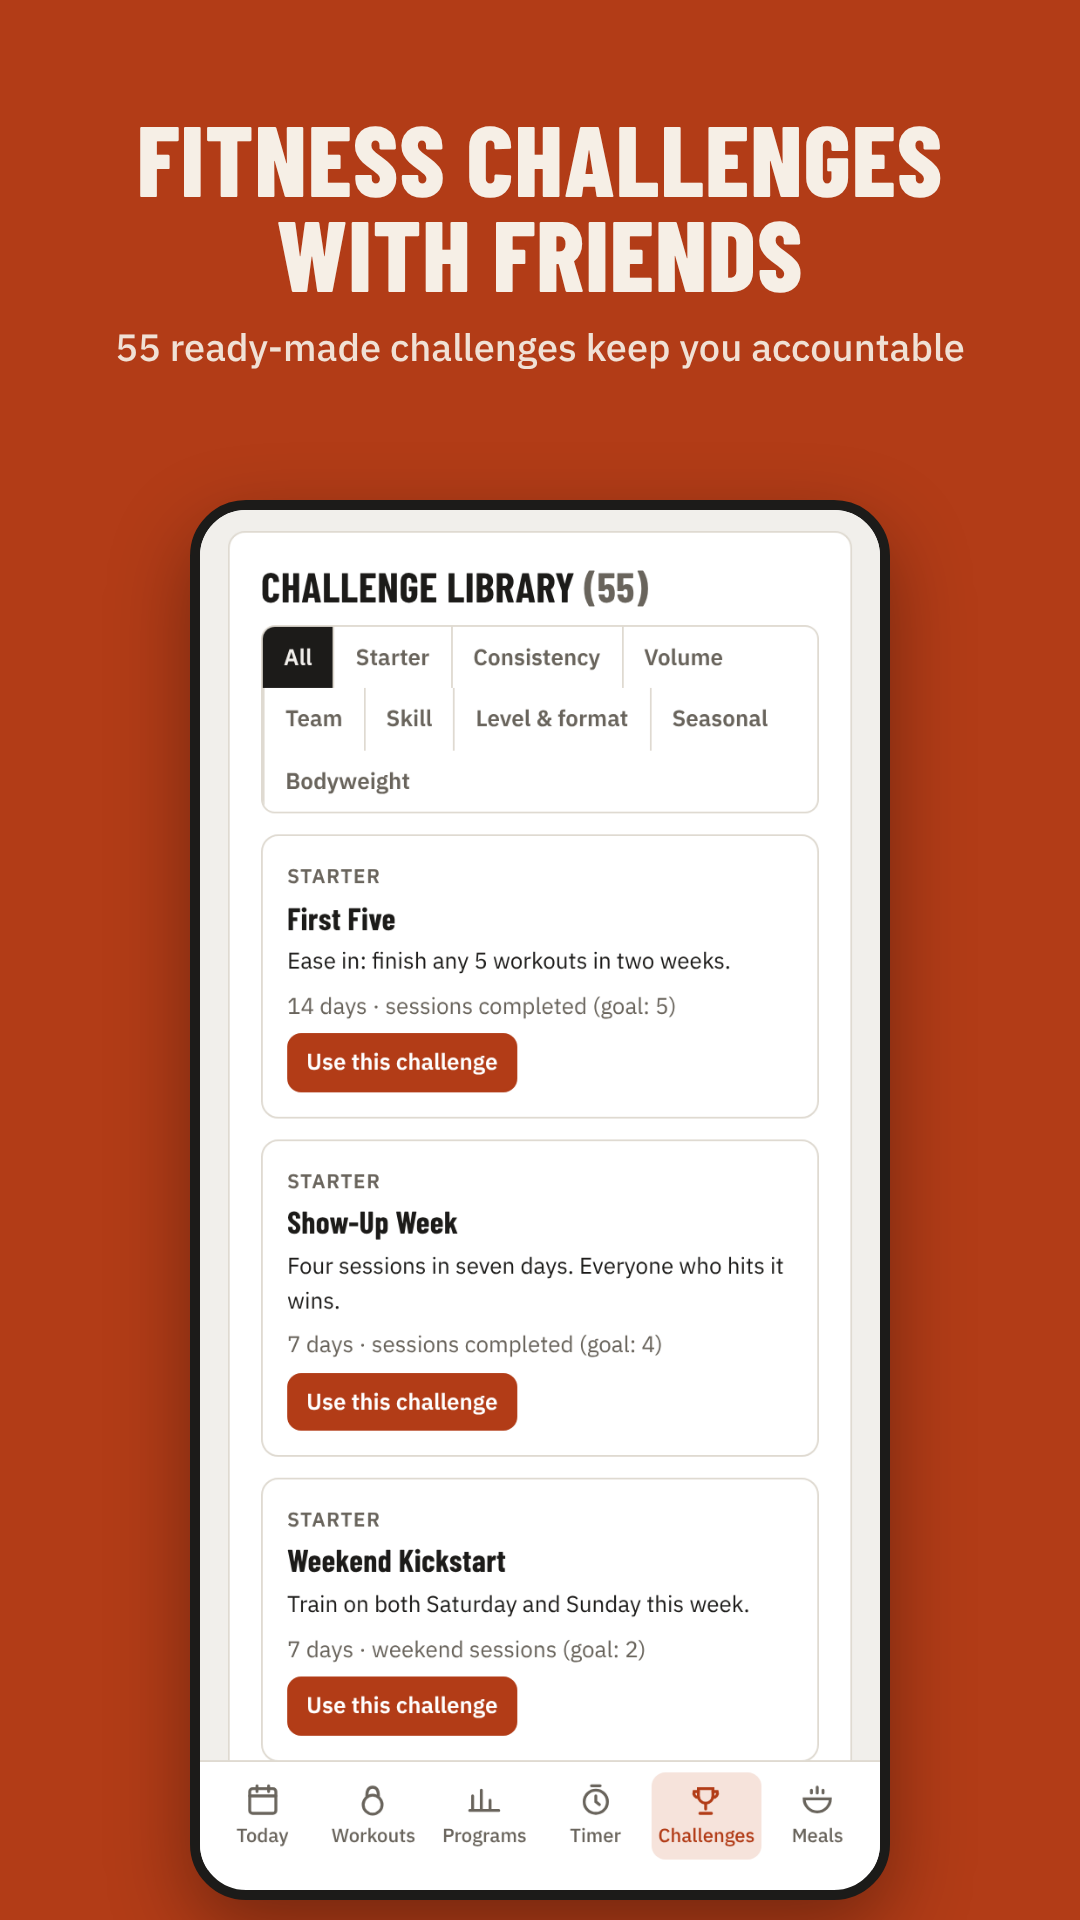 FITNESS CHALLENGES
WITH FRIENDS
55 ready-made challenges keep you accountable
CHALLENGE LIBRARY (55)
All Starter Consistency Volume
Team Skill Level & format Seasonal
Bodyweight
STARTER
First Five
Ease in: finish any 5 workouts in two weeks.
14 days · sessions completed (goal: 5)
Use this challenge
STARTER
Show-Up Week
Four sessions in seven days. Everyone who hits it
wins.
7 days · sessions completed (goal: 4)
Use this challenge
STARTER
Weekend Kickstart
Train on both Saturday and Sunday this week.
7 days · weekend sessions (goal: 2)
Use this challenge
Today Workouts Programs Timer Challenges Meals